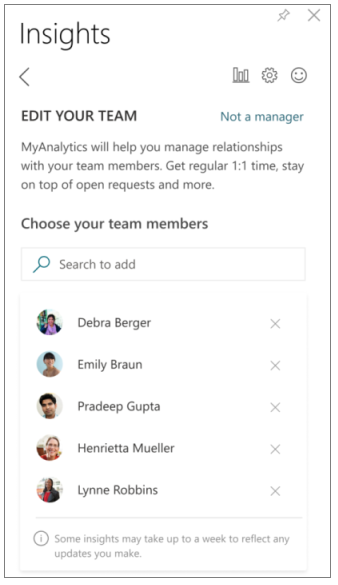 Insights
EDIT YOUR TEAM
Not a manager
MyAnalytics will help you manage relationships
with your team members. Get regular 1:1 time, stay
on top of open requests and more.
Choose your team members
Search to add
Debra Berger
Emily Braun
Pradeep Gupta
Henrietta Mueller
Lynne Robbins
Some insights may take up to a week to reflect any
updates you make.